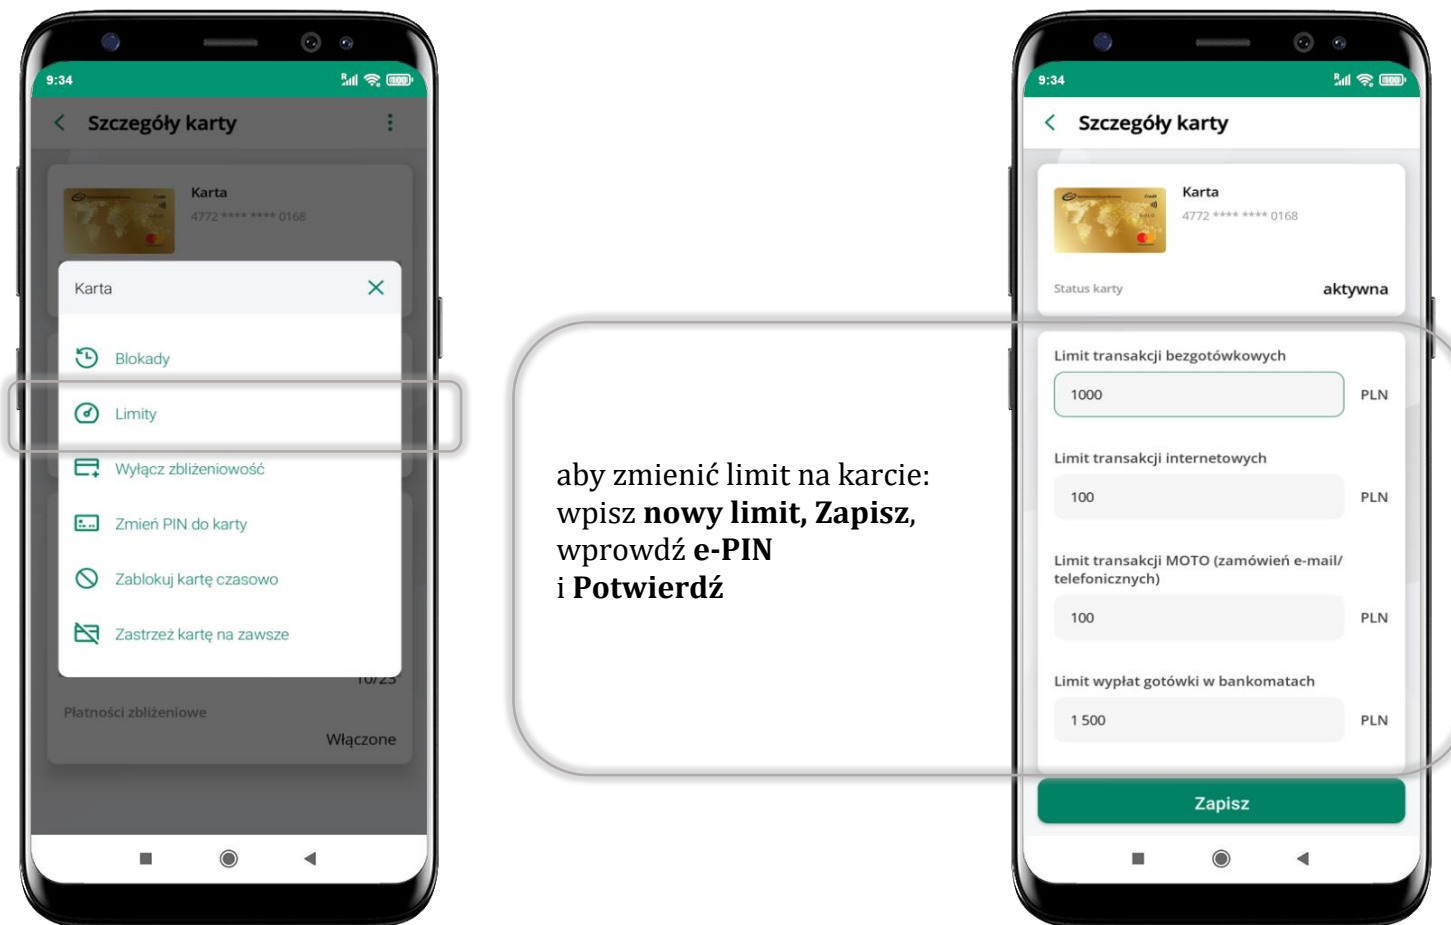 9:34
Szczegóły karty
Karta
4772 **** **** 0168
Karta
Blokady
Limity
Wyłącz zbliżeniowość
Zmień PIN do karty
Zablokuj kartę czasowo
Zastrzeż kartę na zawsze
10/25
Płatności zbliżeniowe
Włączone
aby zmienić limit na karcie:
wpisz nowy limit, Zapisz,
wprowdź e-PIN
i Potwierdź
9:34
Szczegóły karty
Karta
4772 **** **** 0168
Status karty aktywna
Limit transakcji bezgotówkowych
1000 PLN
Limit transakcji internetowych
100 PLN
Limit transakcji MOTO (zamówień e-mail/
telefonicznych)
100 PLN
Limit wypłat gotówki w bankomatach
1 500 PLN
Zapisz